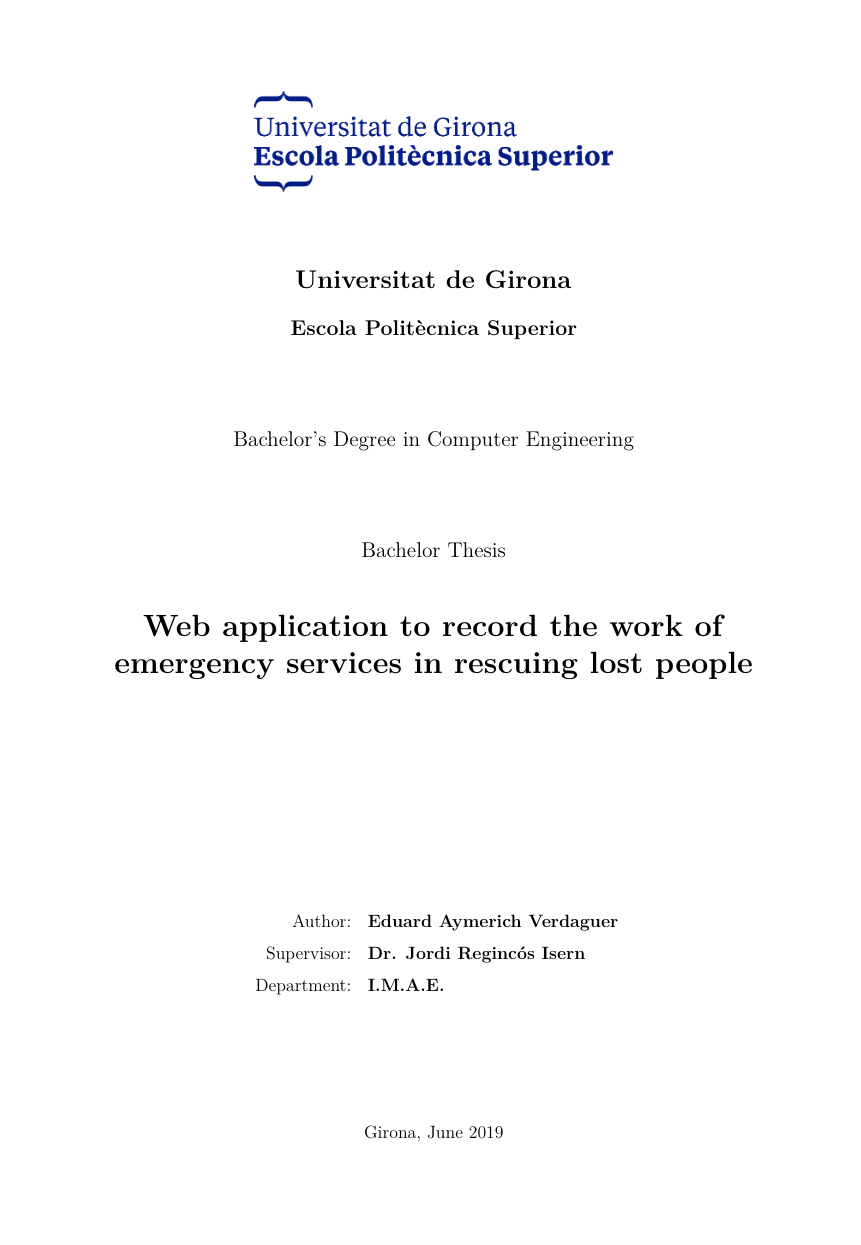 Universitat de Girona
Escola Politècnica Superior
Universitat de Girona
Escola Politècnica Superior
Bachelor's Degree in Computer Engineering
Bachelor Thesis
Web application to record the work of
emergency services in rescuing lost people
Author: Eduard Aymerich Verdaguer
Supervisor: Dr. Jordi Regincós Isern
Department: I.M.A.E.
Girona, June 2019